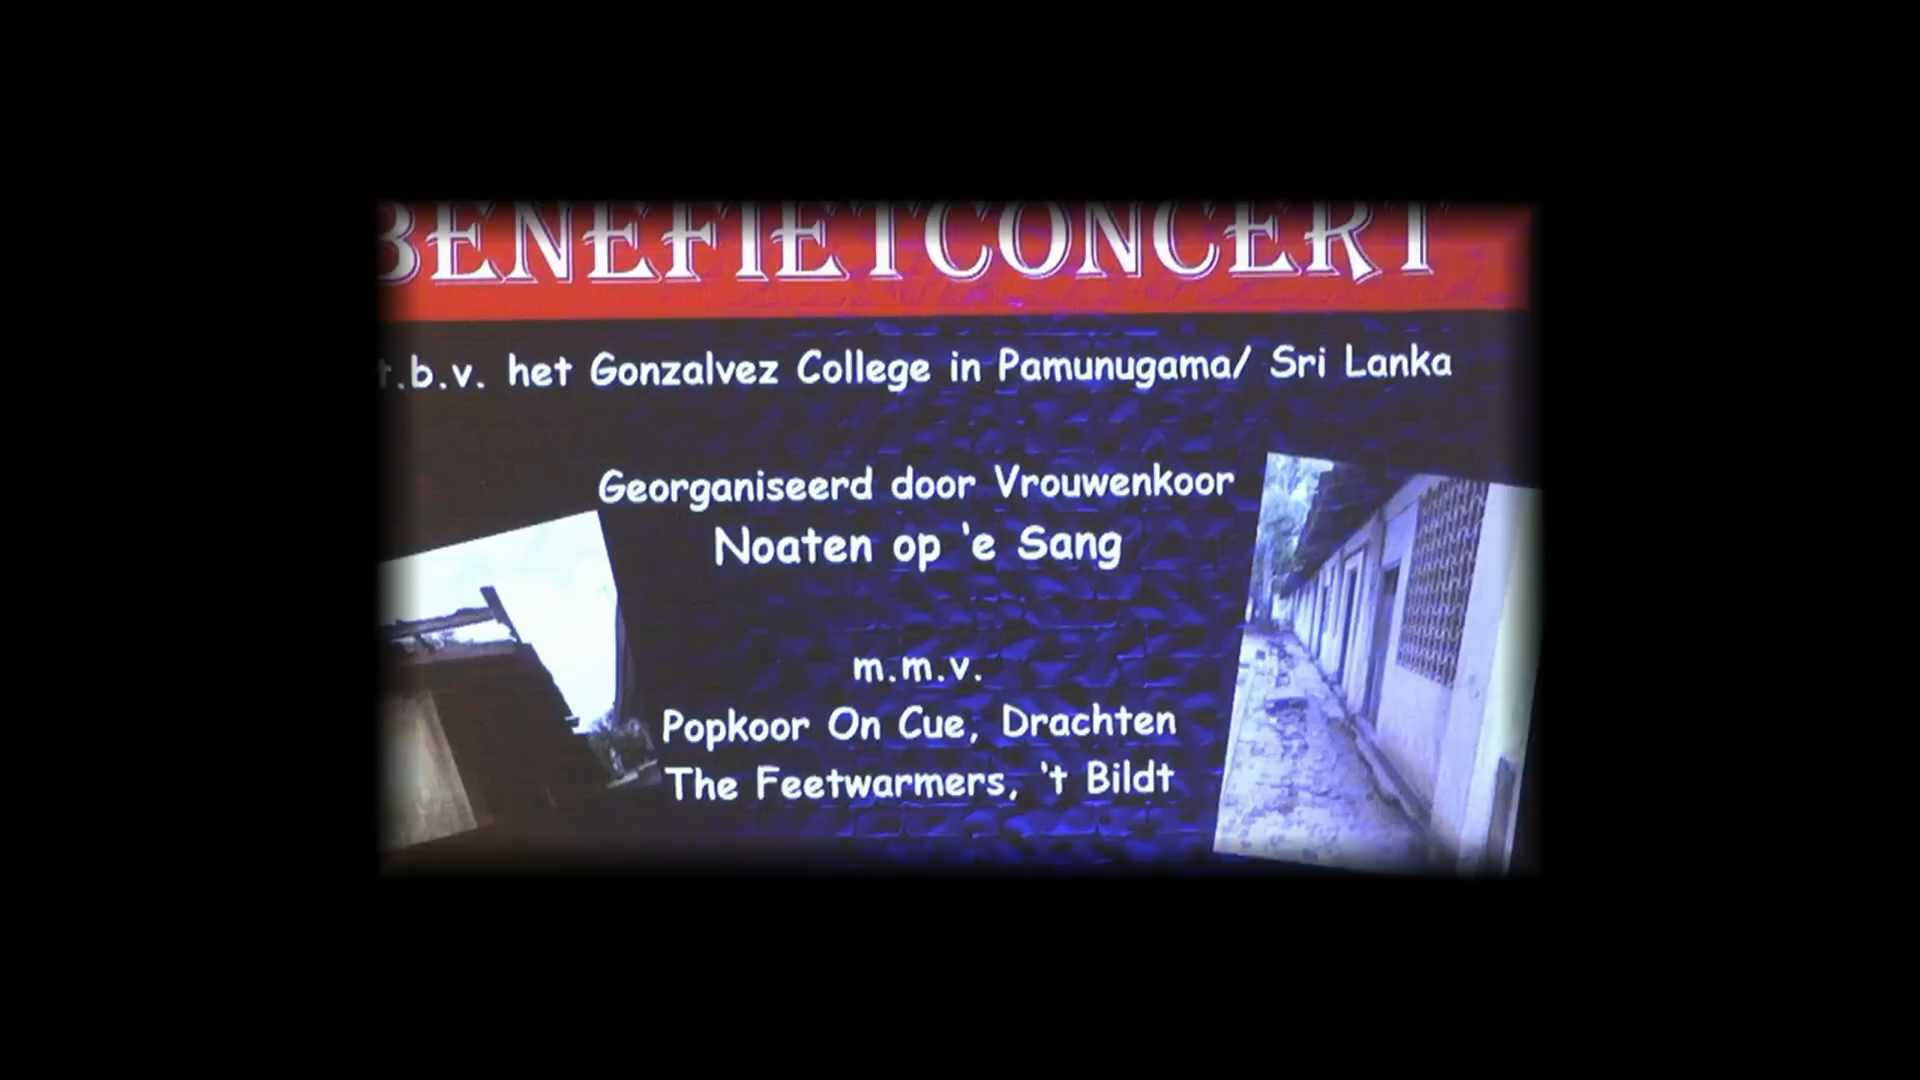 BENEFIETCONCERT
t.b.v. het Gonzalvez College in Pamunugama/ Sri Lanka
Georganiseerd door Vrouwenkoor
Noaten op 'e Sang
m.m.v.
Popkoor On Cue, Drachten
The Feetwarmers, 't Bildt